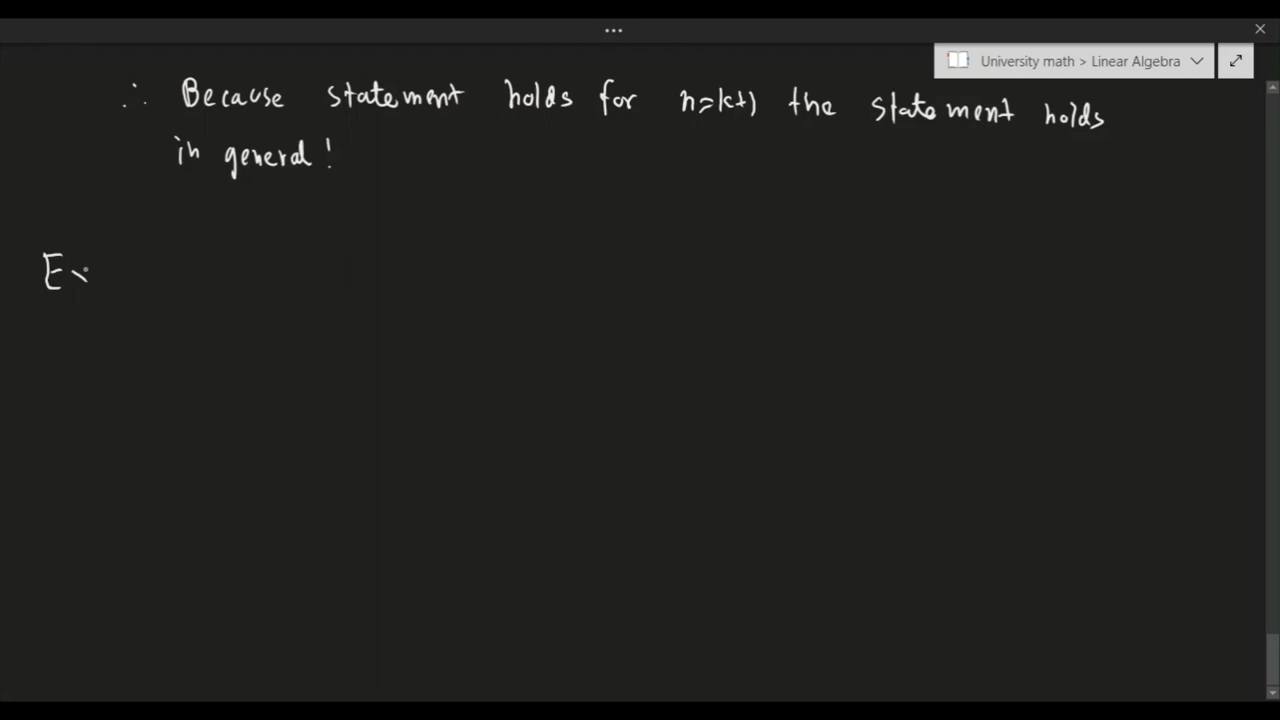 ...
University math > Linear Algebra
∴ Because statement holds for n=k+1 the statement holds
in general!
Ex